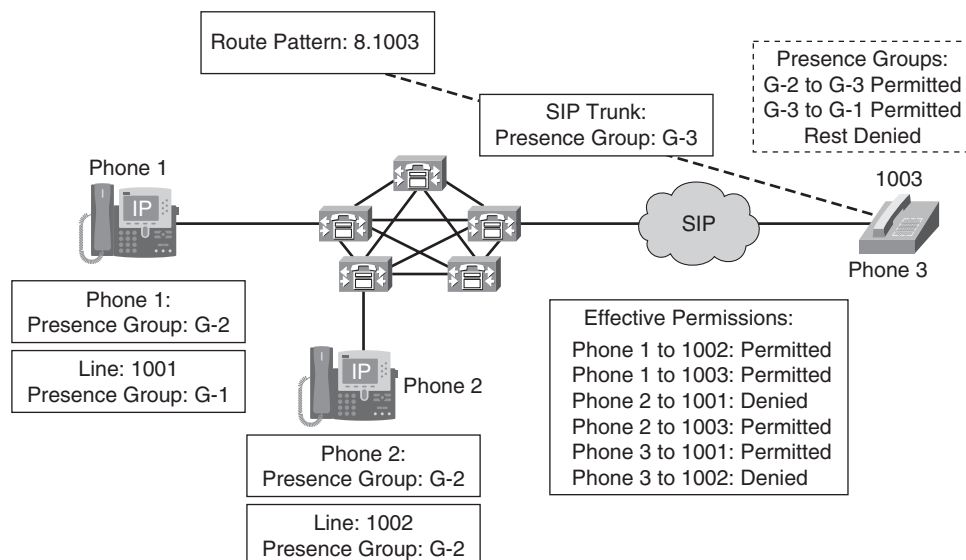 Route Pattern: 8.1003
Presence Groups:
G-2 to G-3 Permitted
G-3 to G-1 Permitted
Rest Denied
SIP Trunk:
Presence Group: G-3
Phone 1
IP
1003
SIP
Phone 3
Phone 1:
Presence Group: G-2
Line: 1001
Presence Group: G-1
IP
Phone 2
Phone 2:
Presence Group: G-2
Line: 1002
Presence Group: G-2
Effective Permissions:
Phone 1 to 1002: Permitted
Phone 1 to 1003: Permitted
Phone 2 to 1001: Denied
Phone 2 to 1003: Permitted
Phone 3 to 1001: Permitted
Phone 3 to 1002: Denied